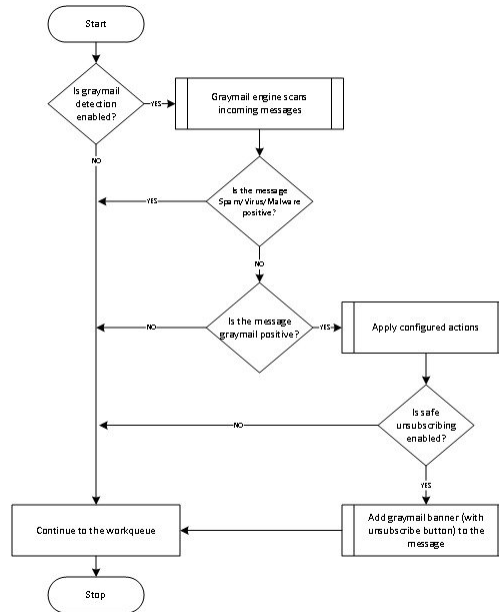 Start
Is graymail
detection
enabled?
YES
Graymail engine scans
incoming messages
NO
Is the message
Spam/Virus/Malware
positive?
YES
NO
Is the message
graymail positive?
NO
YES
Apply configured actions
Is safe
unsubscribing
enabled?
NO
YES
Continue to the workqueue
Add graymail banner (with
unsubscribe button) to the
message
Stop